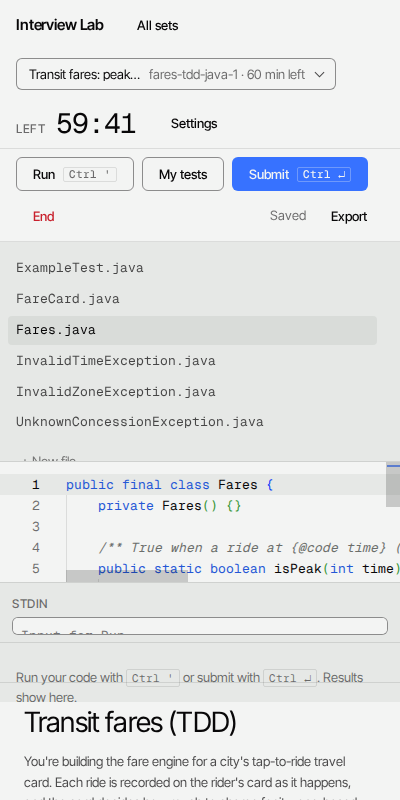 Interview Lab All sets
Transit fares: peak... fares-tdd-java-1 · 60 min left
LEFT 59:41 Settings
Run Ctrl ' My tests Submit Ctrl ↵
End Saved Export
ExampleTest.java
FareCard.java
Fares.java
InvalidTimeException.java
InvalidZoneException.java
UnknownConcessionException.java
+ New file
1 public final class Fares {
2 private Fares() {}
3
4 /** True when a ride at {@code time} (
5 public static boolean isPeak(int time)
STDIN
Input for Run
Run your code with Ctrl ' or submit with Ctrl ↵. Results
show here.
Transit fares (TDD)
You're building the fare engine for a city's tap-to-ride travel
card. Each ride is recorded on the rider's card as it happens,